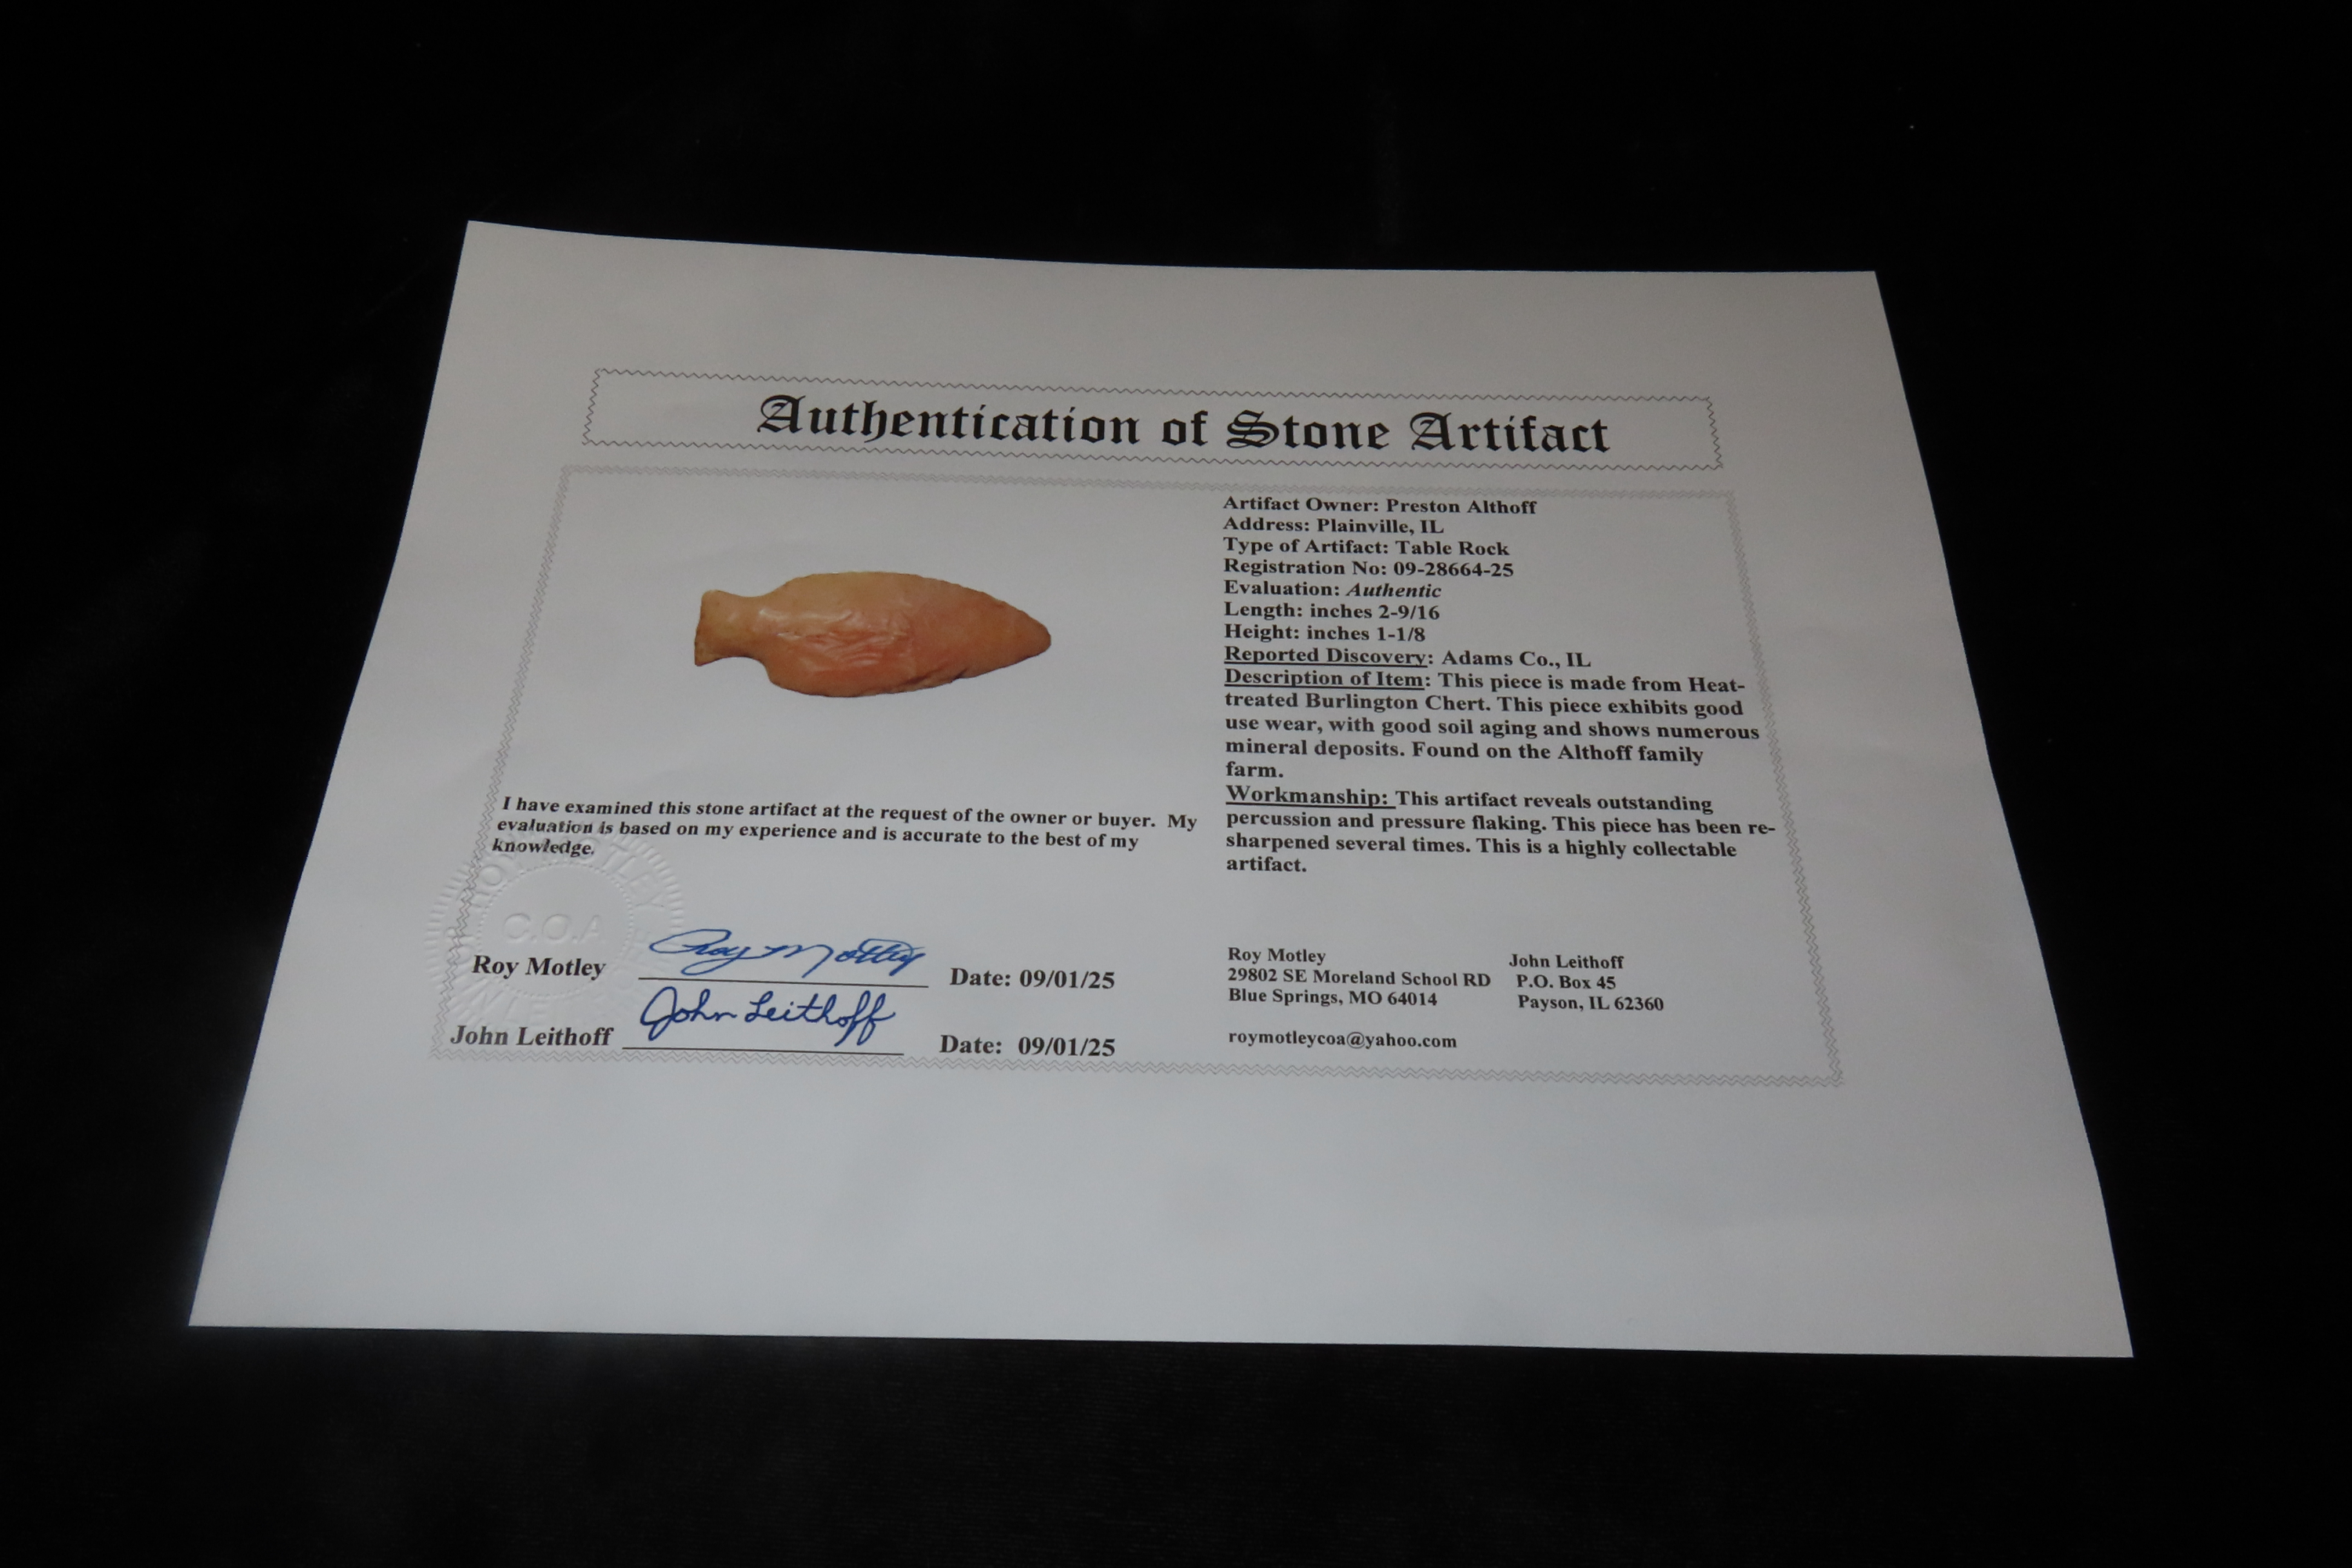 Authentication of Stone Artifact
Artifact Owner: Preston Althoff
Address: Plainville, IL
Type of Artifact: Table Rock
Registration No: 09-28664-25
Evaluation: Authentic
Length: inches 2-9/16
Height: inches 1-1/8
Reported Discovery: Adams Co., IL
Description of Item: This piece is made from Heat-
treated Burlington Chert. This piece exhibits good
use wear, with good soil aging and shows numerous
mineral deposits. Found on the Althoff family
farm.
Workmanship: This artifact reveals outstanding
percussion and pressure flaking. This piece has been re-
sharpened several times. This is a highly collectable
artifact.
I have examined this stone artifact at the request of the owner or buyer. My
evaluation is based on my experience and is accurate to the best of my
knowledge.
ROY MOTLEY
C.O.A
Roy Motley Roy Motley Date: 09/01/25
John Leithoff John Leithoff Date: 09/01/25
Roy Motley
29802 SE Moreland School RD
Blue Springs, MO 64014
roymotleycoa@yahoo.com
John Leithoff
P.O. Box 45
Payson, IL 62360